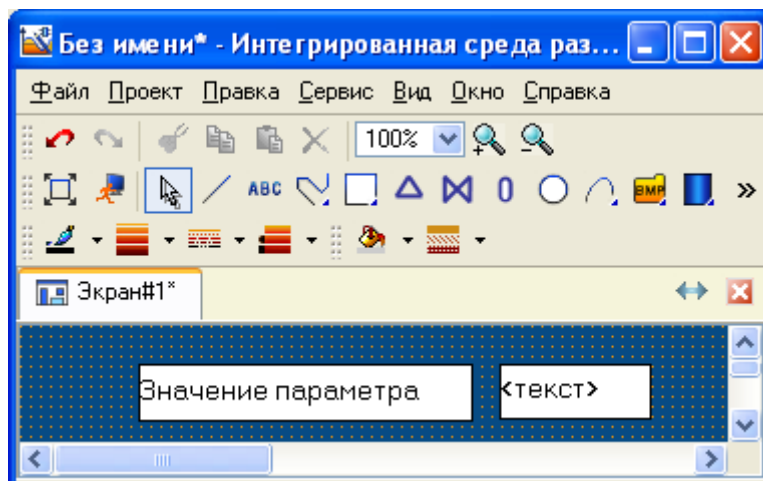 Без имени* - Интегрированная среда раз...
Файл Проект Правка Сервис Вид Окно Справка
100%
ABC BMP
Экран#1*
Значение параметра <текст>